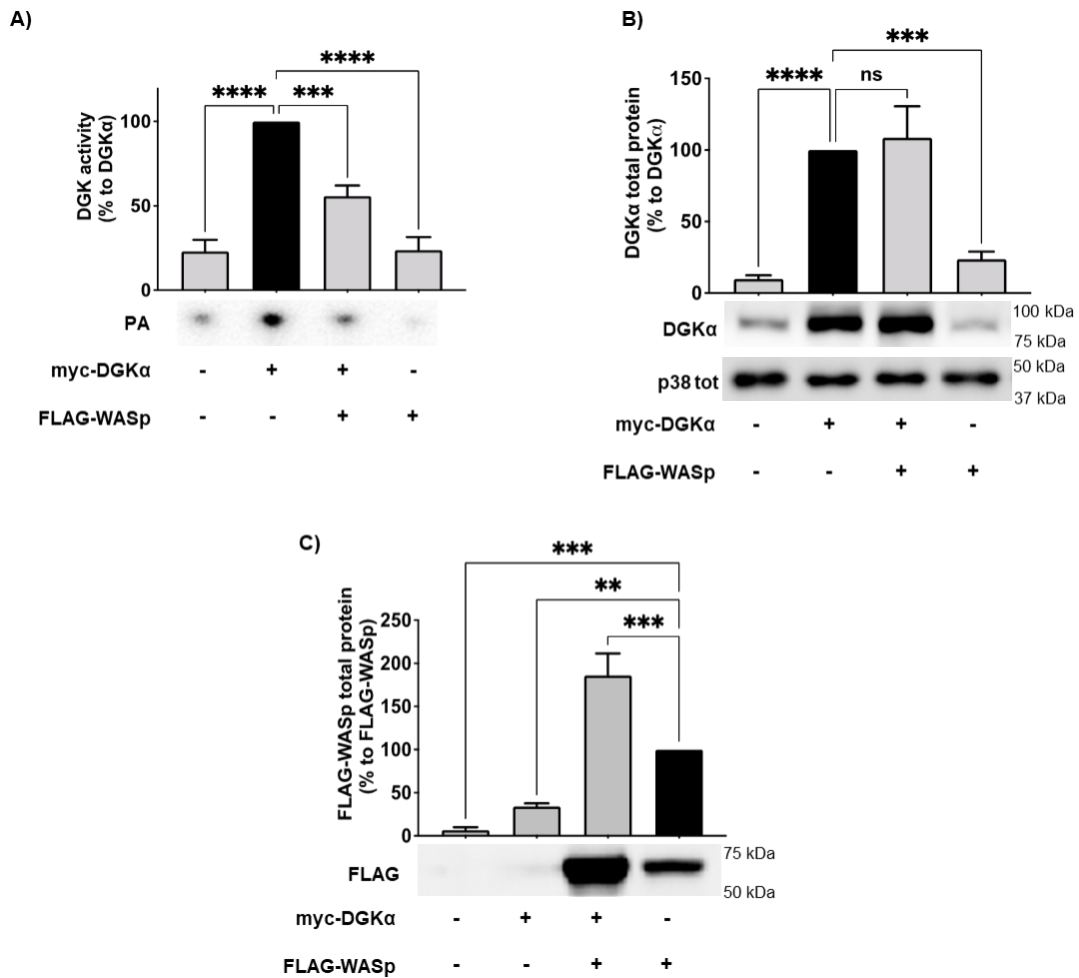 A)
****
**** ***
DGK activity
(% to DGKα)
100
50
0
PA
myc-DGKα - + + -
FLAG-WASp - - + +
B)
***
**** ns
DGKα total protein
(% to DGKα)
150
100
50
0
DGKα
100 kDa
75 kDa
p38 tot
50 kDa
37 kDa
myc-DGKα - + + -
FLAG-WASp - - + +
C)
***
**
***
FLAG-WASp total protein
(% to FLAG-WASp)
250
200
150
100
50
0
FLAG
75 kDa
50 kDa
myc-DGKα - + + -
FLAG-WASp - - + +